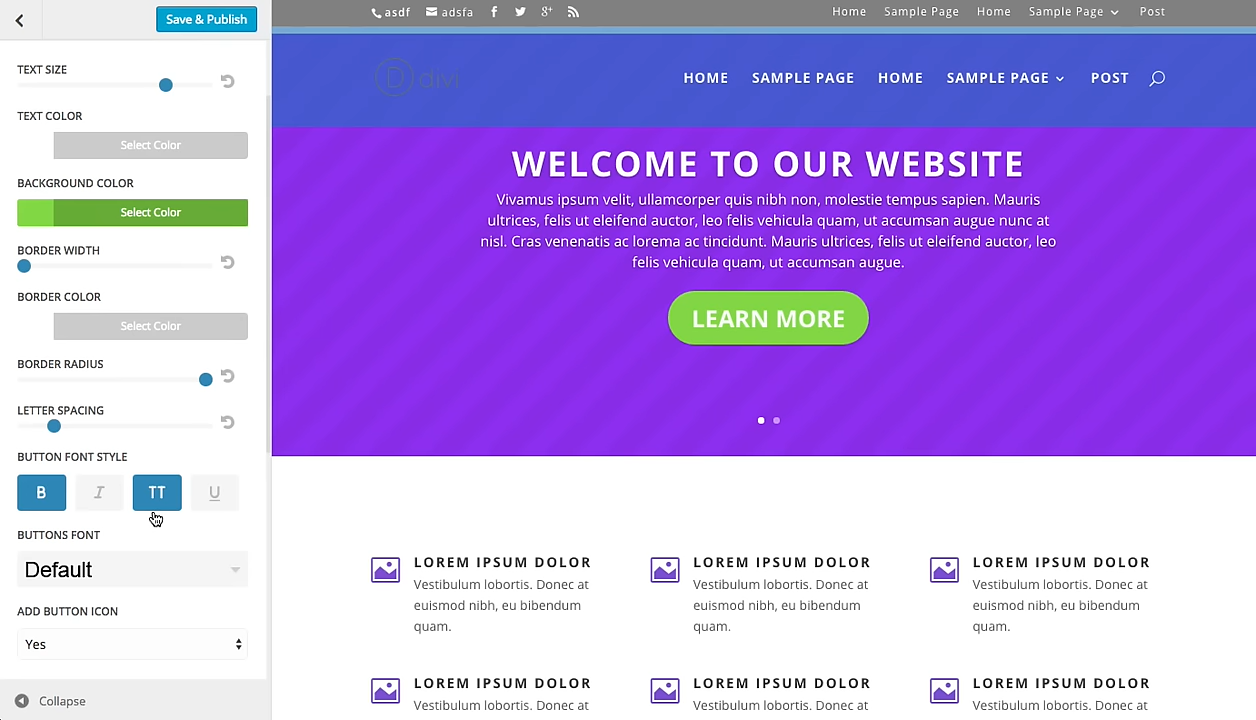 Save & Publish
TEXT SIZE
TEXT COLOR
Select Color
BACKGROUND COLOR
Select Color
BORDER WIDTH
BORDER COLOR
Select Color
BORDER RADIUS
LETTER SPACING
BUTTON FONT STYLE
B I TT U
BUTTONS FONT
Default
ADD BUTTON ICON
Yes
Collapse
asdf adsfa Home Sample Page Home Sample Page Post
D divi HOME SAMPLE PAGE HOME SAMPLE PAGE POST
WELCOME TO OUR WEBSITE
Vivamus ipsum velit, ullamcorper quis nibh non, molestie tempus sapien. Mauris
ultrices, felis ut eleifend auctor, leo felis vehicula quam, ut accumsan augue nunc at
nisl. Cras venenatis ac lorema ac tincidunt. Mauris ultrices, felis ut eleifend auctor, leo
felis vehicula quam, ut accumsan augue.
LEARN MORE
LOREM IPSUM DOLOR
Vestibulum lobortis. Donec at
euismod nibh, eu bibendum
quam.
LOREM IPSUM DOLOR
Vestibulum lobortis. Donec at
euismod nibh, eu bibendum
quam.
LOREM IPSUM DOLOR
Vestibulum lobortis. Donec at
euismod nibh, eu bibendum
quam.
LOREM IPSUM DOLOR
Vestibulum lobortis. Donec at
LOREM IPSUM DOLOR
Vestibulum lobortis. Donec at
LOREM IPSUM DOLOR
Vestibulum lobortis. Donec at